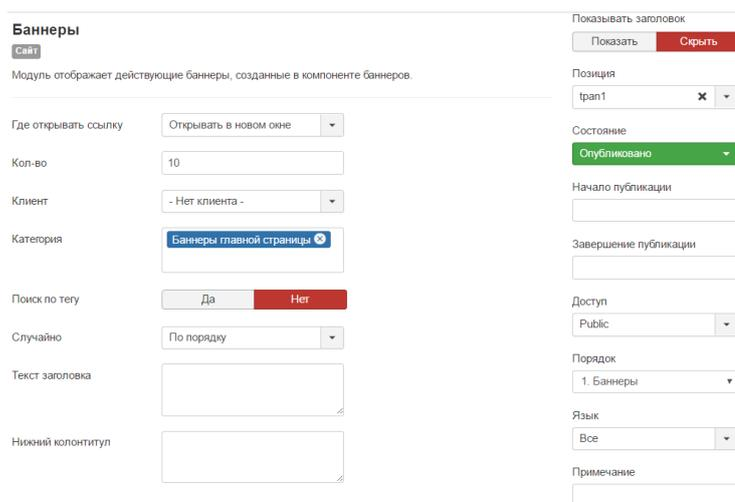 Баннеры
Сайт
Модуль отображает действующие баннеры, созданные в компоненте баннеров.
Где открывать ссылку
Открывать в новом окне
Кол-во
10
Клиент
- Нет клиента -
Категория
Баннеры главной страницы
Поиск по тегу
Да
Нет
Случайно
По порядку
Текст заголовка
Нижний колонтитул
Показывать заголовок
Показать
Скрыть
Позиция
tpan1
Состояние
Опубликовано
Начало публикации
Завершение публикации
Доступ
Public
Порядок
1. Баннеры
Язык
Все
Примечание